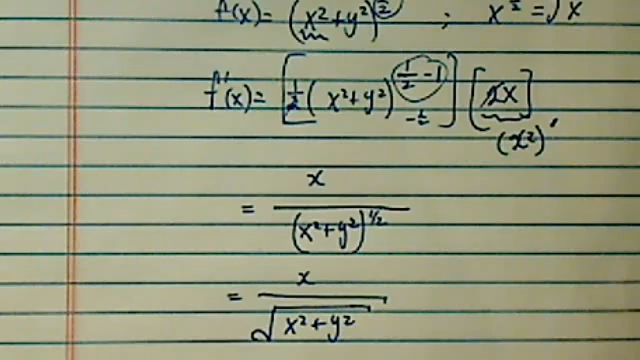 f(x) = (x²+y²)^½ ; x^½ = √x
f'(x) = [½(x²+y²)^(½ -1)] [2x]
-½ (x²)'
= x / (x²+y²)^1/2
= x / √(x²+y²)